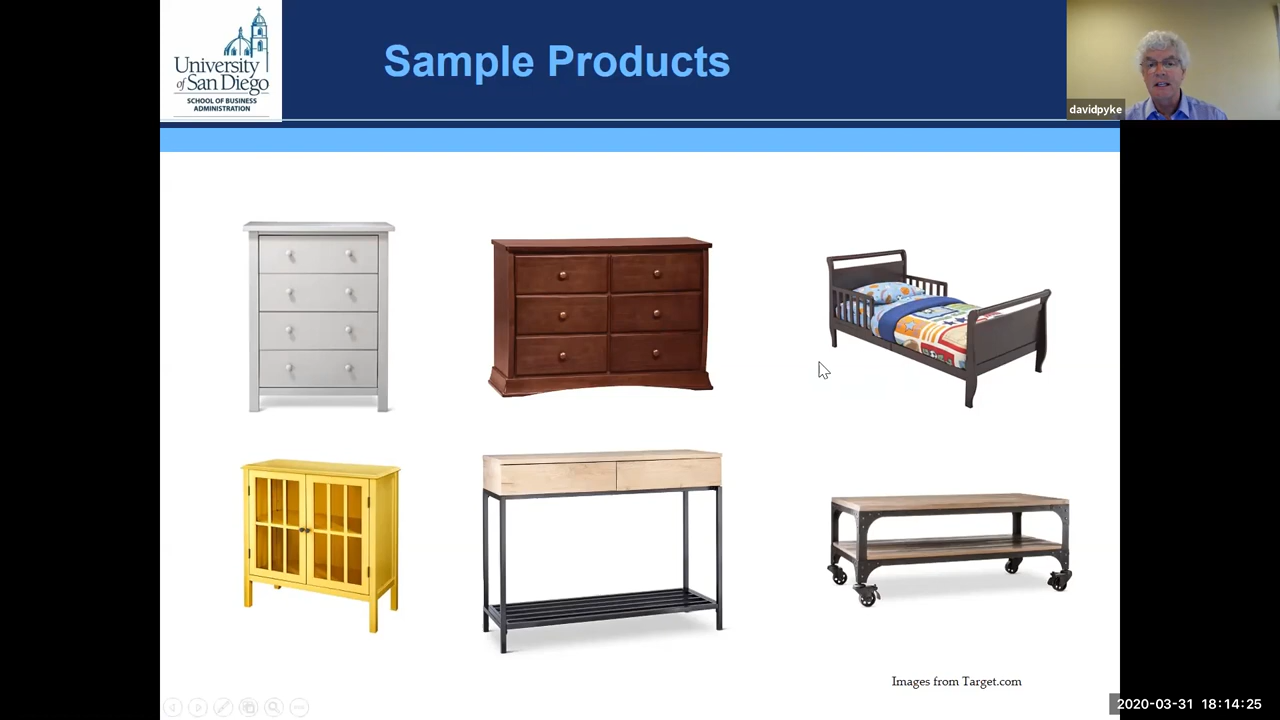 University
of San Diego
SCHOOL OF BUSINESS
ADMINISTRATION
Sample Products
davidpyke
Images from Target.com
2020-03-31 18:14:25